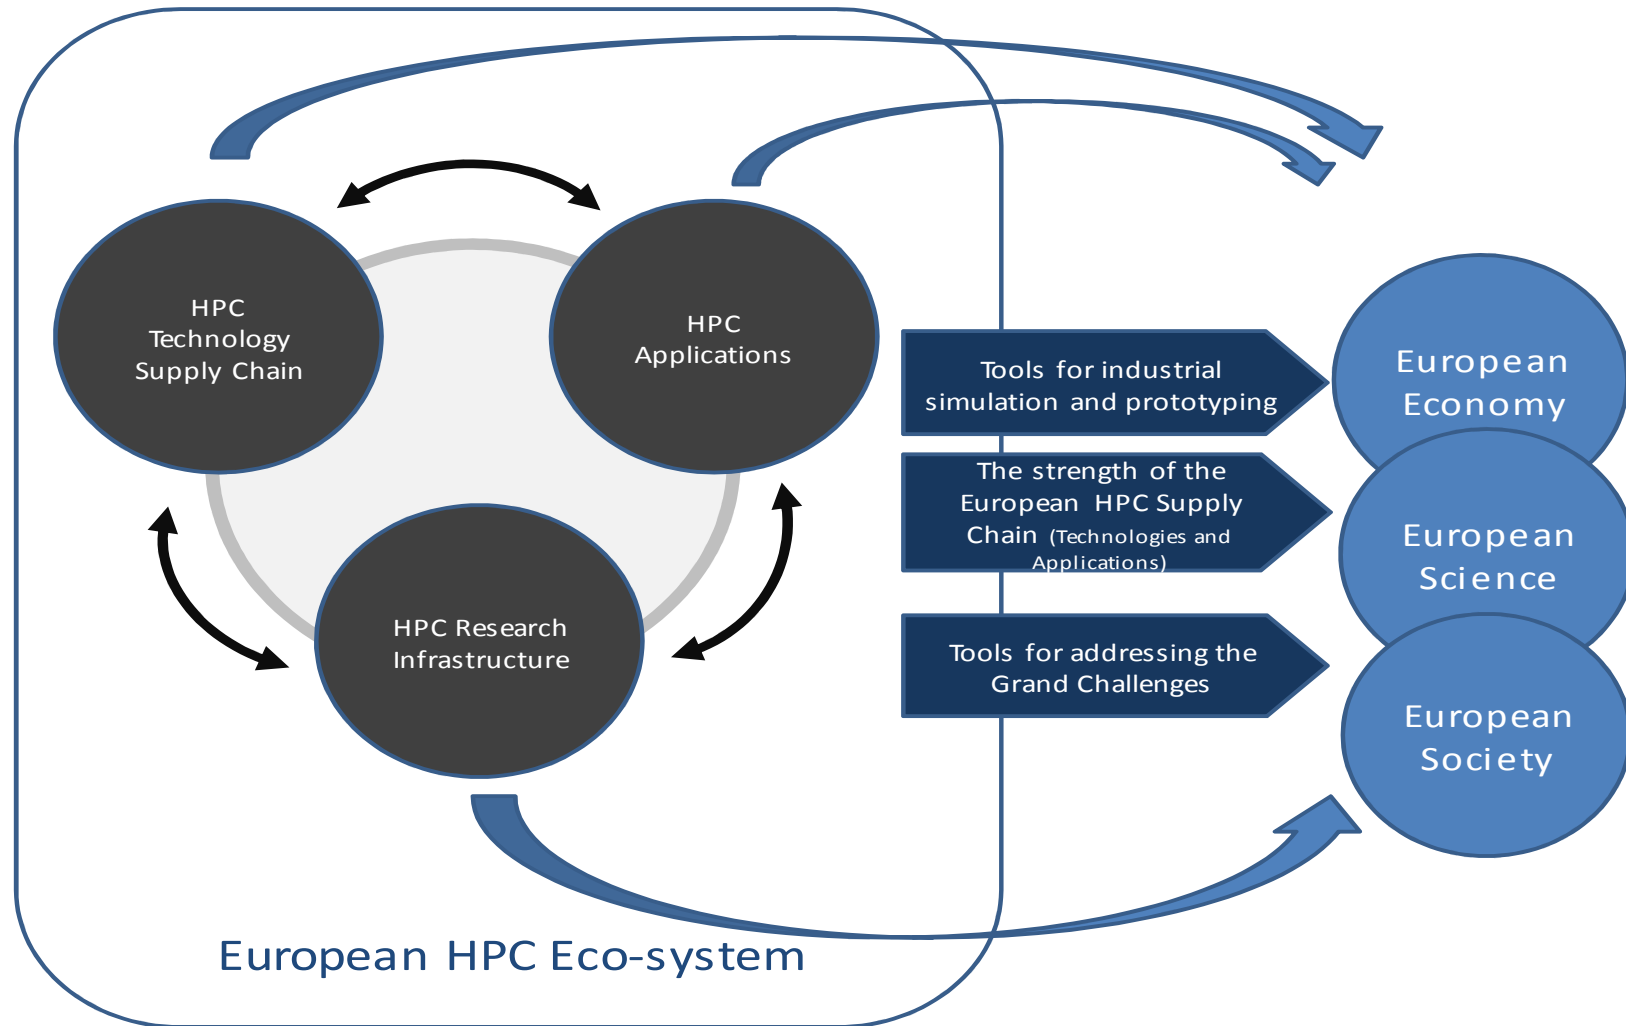 HPC
Technology
Supply Chain
HPC
Applications
HPC Research
Infrastructure
Tools for industrial
simulation and prototyping
The strength of the
European HPC Supply
Chain (Technologies and
Applications)
Tools for addressing the
Grand Challenges
European
Economy
European
Science
European
Society
European HPC Eco-system